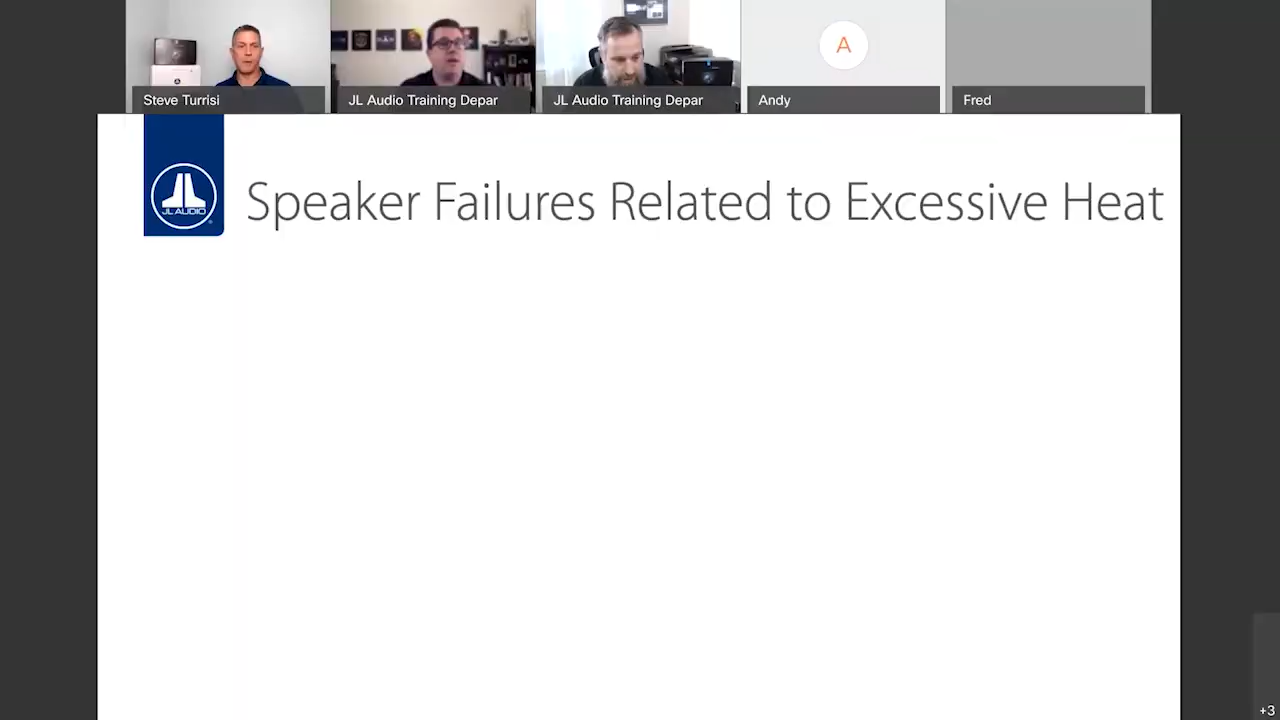 Steve Turrisi
JL Audio Training Depar
JL Audio Training Depar
A
Andy
Fred
JL AUDIO
Speaker Failures Related to Excessive Heat
+3